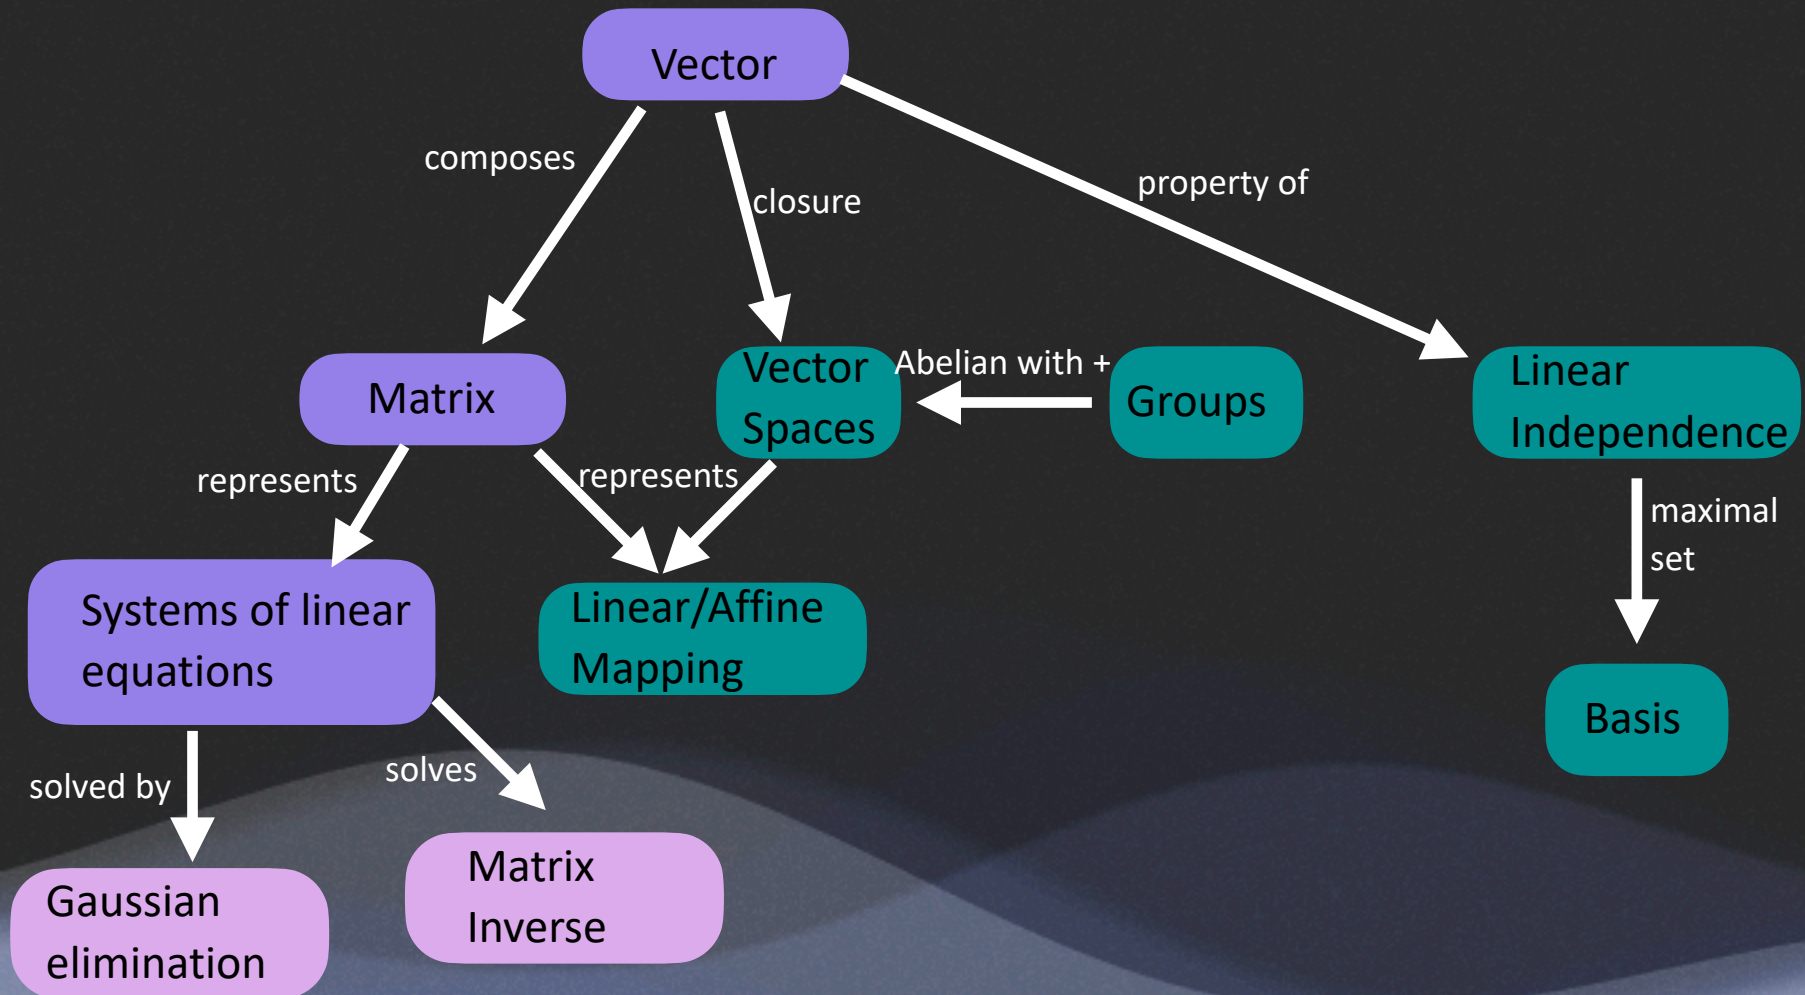 Vector
composes
property of
closure
Vector
Spaces
Abelian with +
Groups
Linear
Independence
Matrix
represents
represents
maximal
set
Systems of linear
equations
Linear/Affine
Mapping
Basis
solved by
solves
Gaussian
elimination
Matrix
Inverse